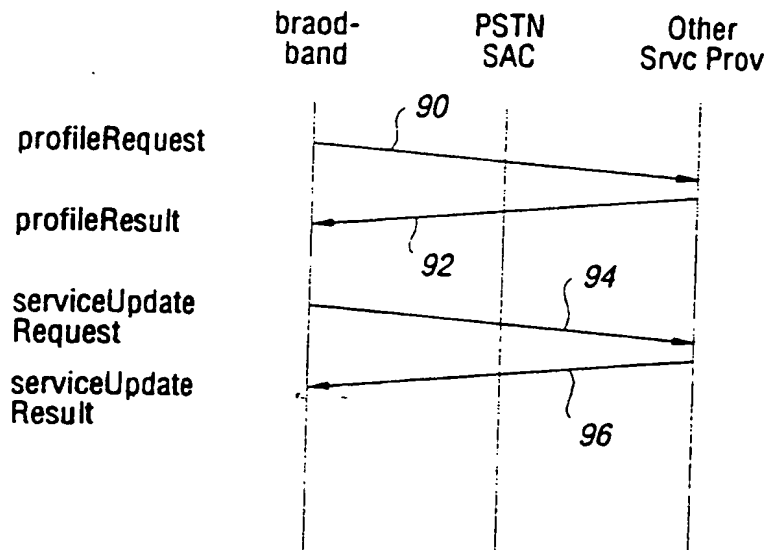 braod-
band
PSTN
SAC
Other
Srvc Prov
90
profileRequest
profileResult
92
94
serviceUpdate
Request
serviceUpdate
Result
96